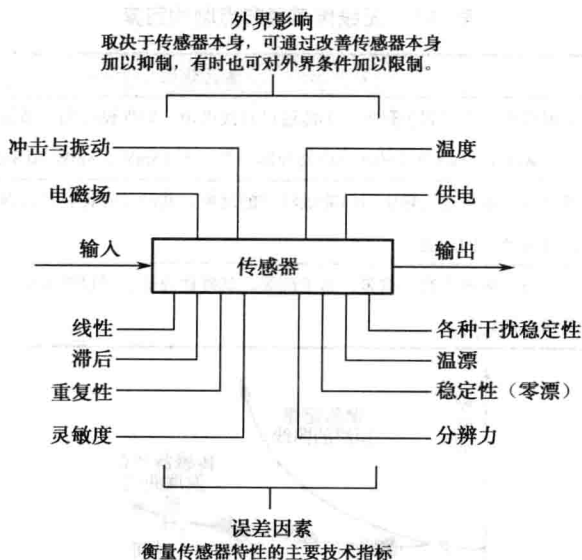 外界影响
取决于传感器本身，可通过改善传感器本身
加以抑制，有时也可对外界条件加以限制。
冲击与振动
温度
电磁场
供电
输入
传感器
输出
线性
各种干扰稳定性
滞后
温漂
重复性
稳定性（零漂）
灵敏度
分辨力
误差因素
衡量传感器特性的主要技术指标